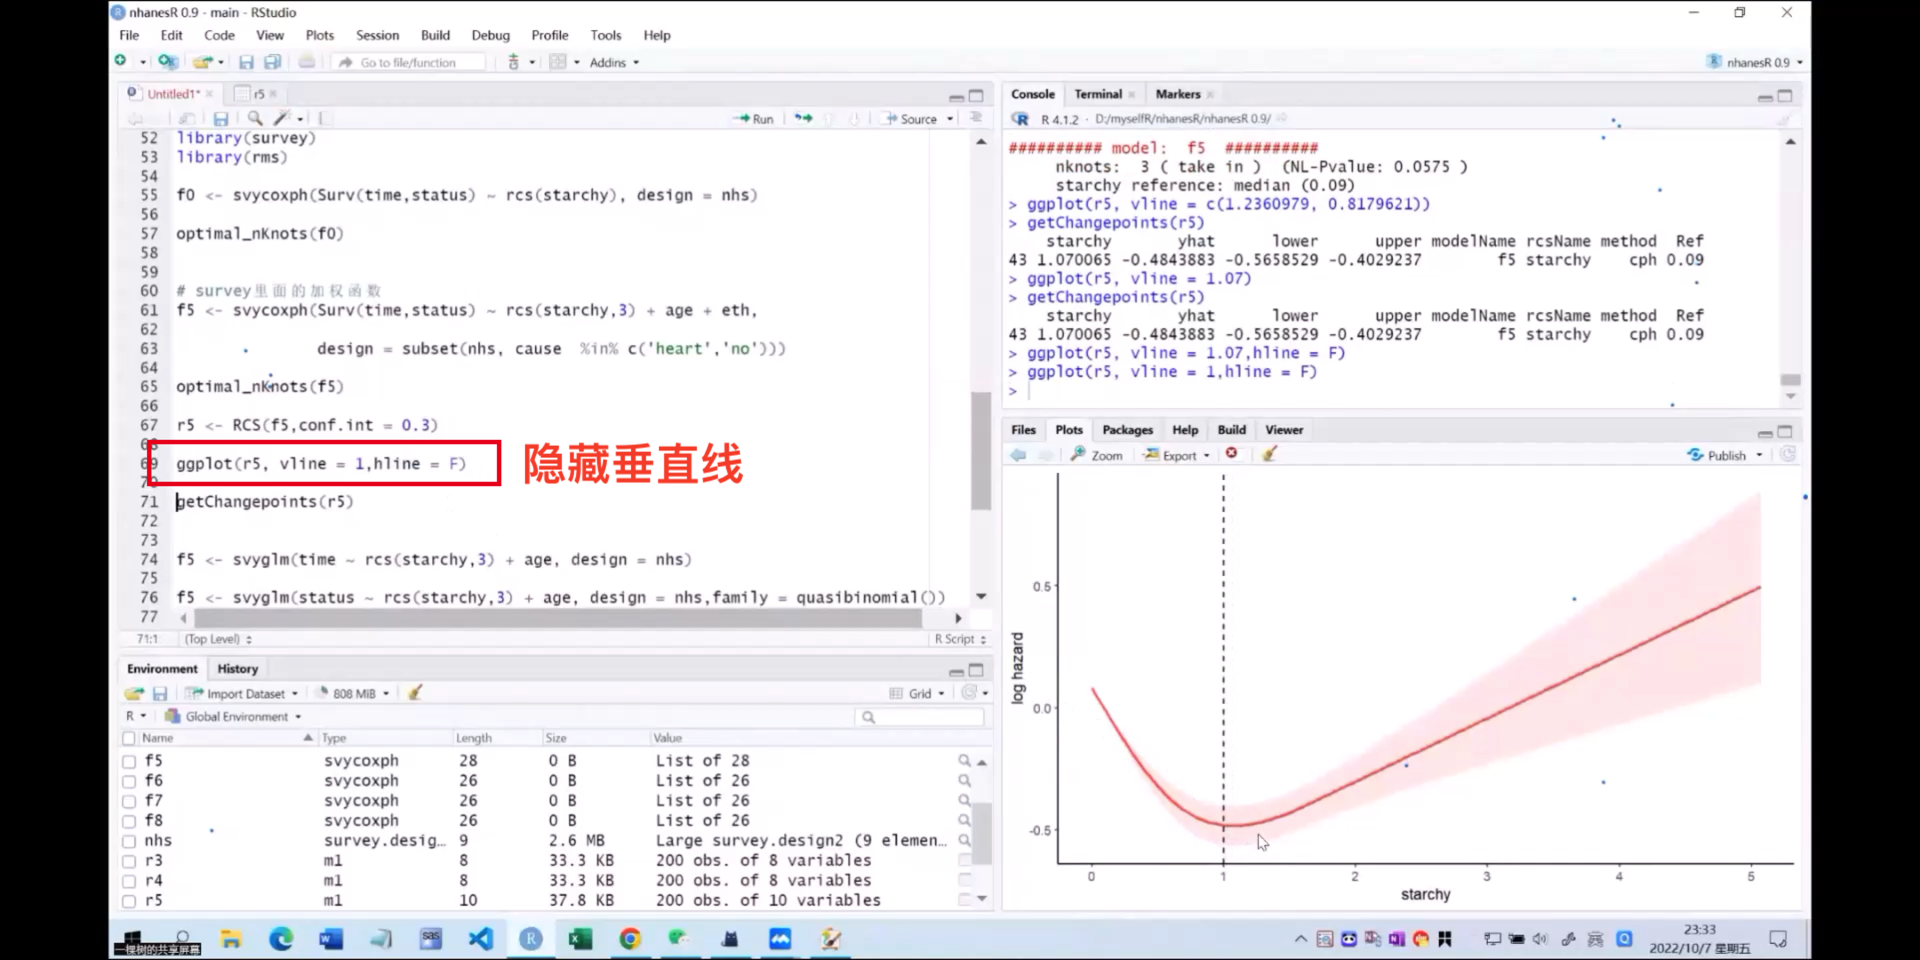 nhanesR 0.9 - main - RStudio
File Edit Code View Plots Session Build Debug Profile Tools Help
Go to file/function Addins nhanesR 0.9
Untitled1* r5
Run Source
52 library(survey)
53 library(rms)
54
55 f0 <- svycoxph(Surv(time,status) ~ rcs(starchy), design = nhs)
56
57 optimal_nKnots(f0)
58
59
60 # survey里面的加权函数
61 f5 <- svycoxph(Surv(time,status) ~ rcs(starchy,3) + age + eth,
62
63 design = subset(nhs, cause %in% c('heart','no')))
64
65 optimal_nKnots(f5)
66
67 r5 <- RCS(f5,conf.int = 0.3)
68
69 ggplot(r5, vline = 1,hline = F) 隐藏垂直线
70
71 getChangepoints(r5)
72
73
74 f5 <- svyglm(time ~ rcs(starchy,3) + age, design = nhs)
75
76 f5 <- svyglm(status ~ rcs(starchy,3) + age, design = nhs,family = quasibinomial())
77
71:1 (Top Level) R Script
Environment History
Import Dataset 808 MiB Grid
R Global Environment
Name Type Length Size Value
f5 svycoxph 28 0 B List of 28
f6 svycoxph 26 0 B List of 26
f7 svycoxph 26 0 B List of 26
f8 svycoxph 26 0 B List of 26
nhs survey.desig… 9 2.6 MB Large survey.design2 (9 elemen…
r3 m1 8 33.3 KB 200 obs. of 8 variables
r4 m1 8 33.3 KB 200 obs. of 8 variables
r5 m1 10 37.8 KB 200 obs. of 10 variables
Console Terminal Markers
R 4.1.2 · D:/myselfR/nhanesR/nhanesR 0.9/
########## model: f5 ##########
nknots: 3 ( take in ) (NL-Pvalue: 0.0575 )
starchy reference: median (0.09)
> ggplot(r5, vline = c(1.2360979, 0.8179621))
> getChangepoints(r5)
starchy yhat lower upper modelName rcsName method Ref
43 1.070065 -0.4843883 -0.5658529 -0.4029237 f5 starchy cph 0.09
> ggplot(r5, vline = 1.07)
> getChangepoints(r5)
starchy yhat lower upper modelName rcsName method Ref
43 1.070065 -0.4843883 -0.5658529 -0.4029237 f5 starchy cph 0.09
> ggplot(r5, vline = 1.07,hline = F)
> ggplot(r5, vline = 1,hline = F)
>
Files Plots Packages Help Build Viewer
Zoom Export Publish
log hazard
0.5
0.0
-0.5
0 1 2 3 4 5
starchy
一棵树的共享屏幕
sas
23:33
2022/10/7 星期五